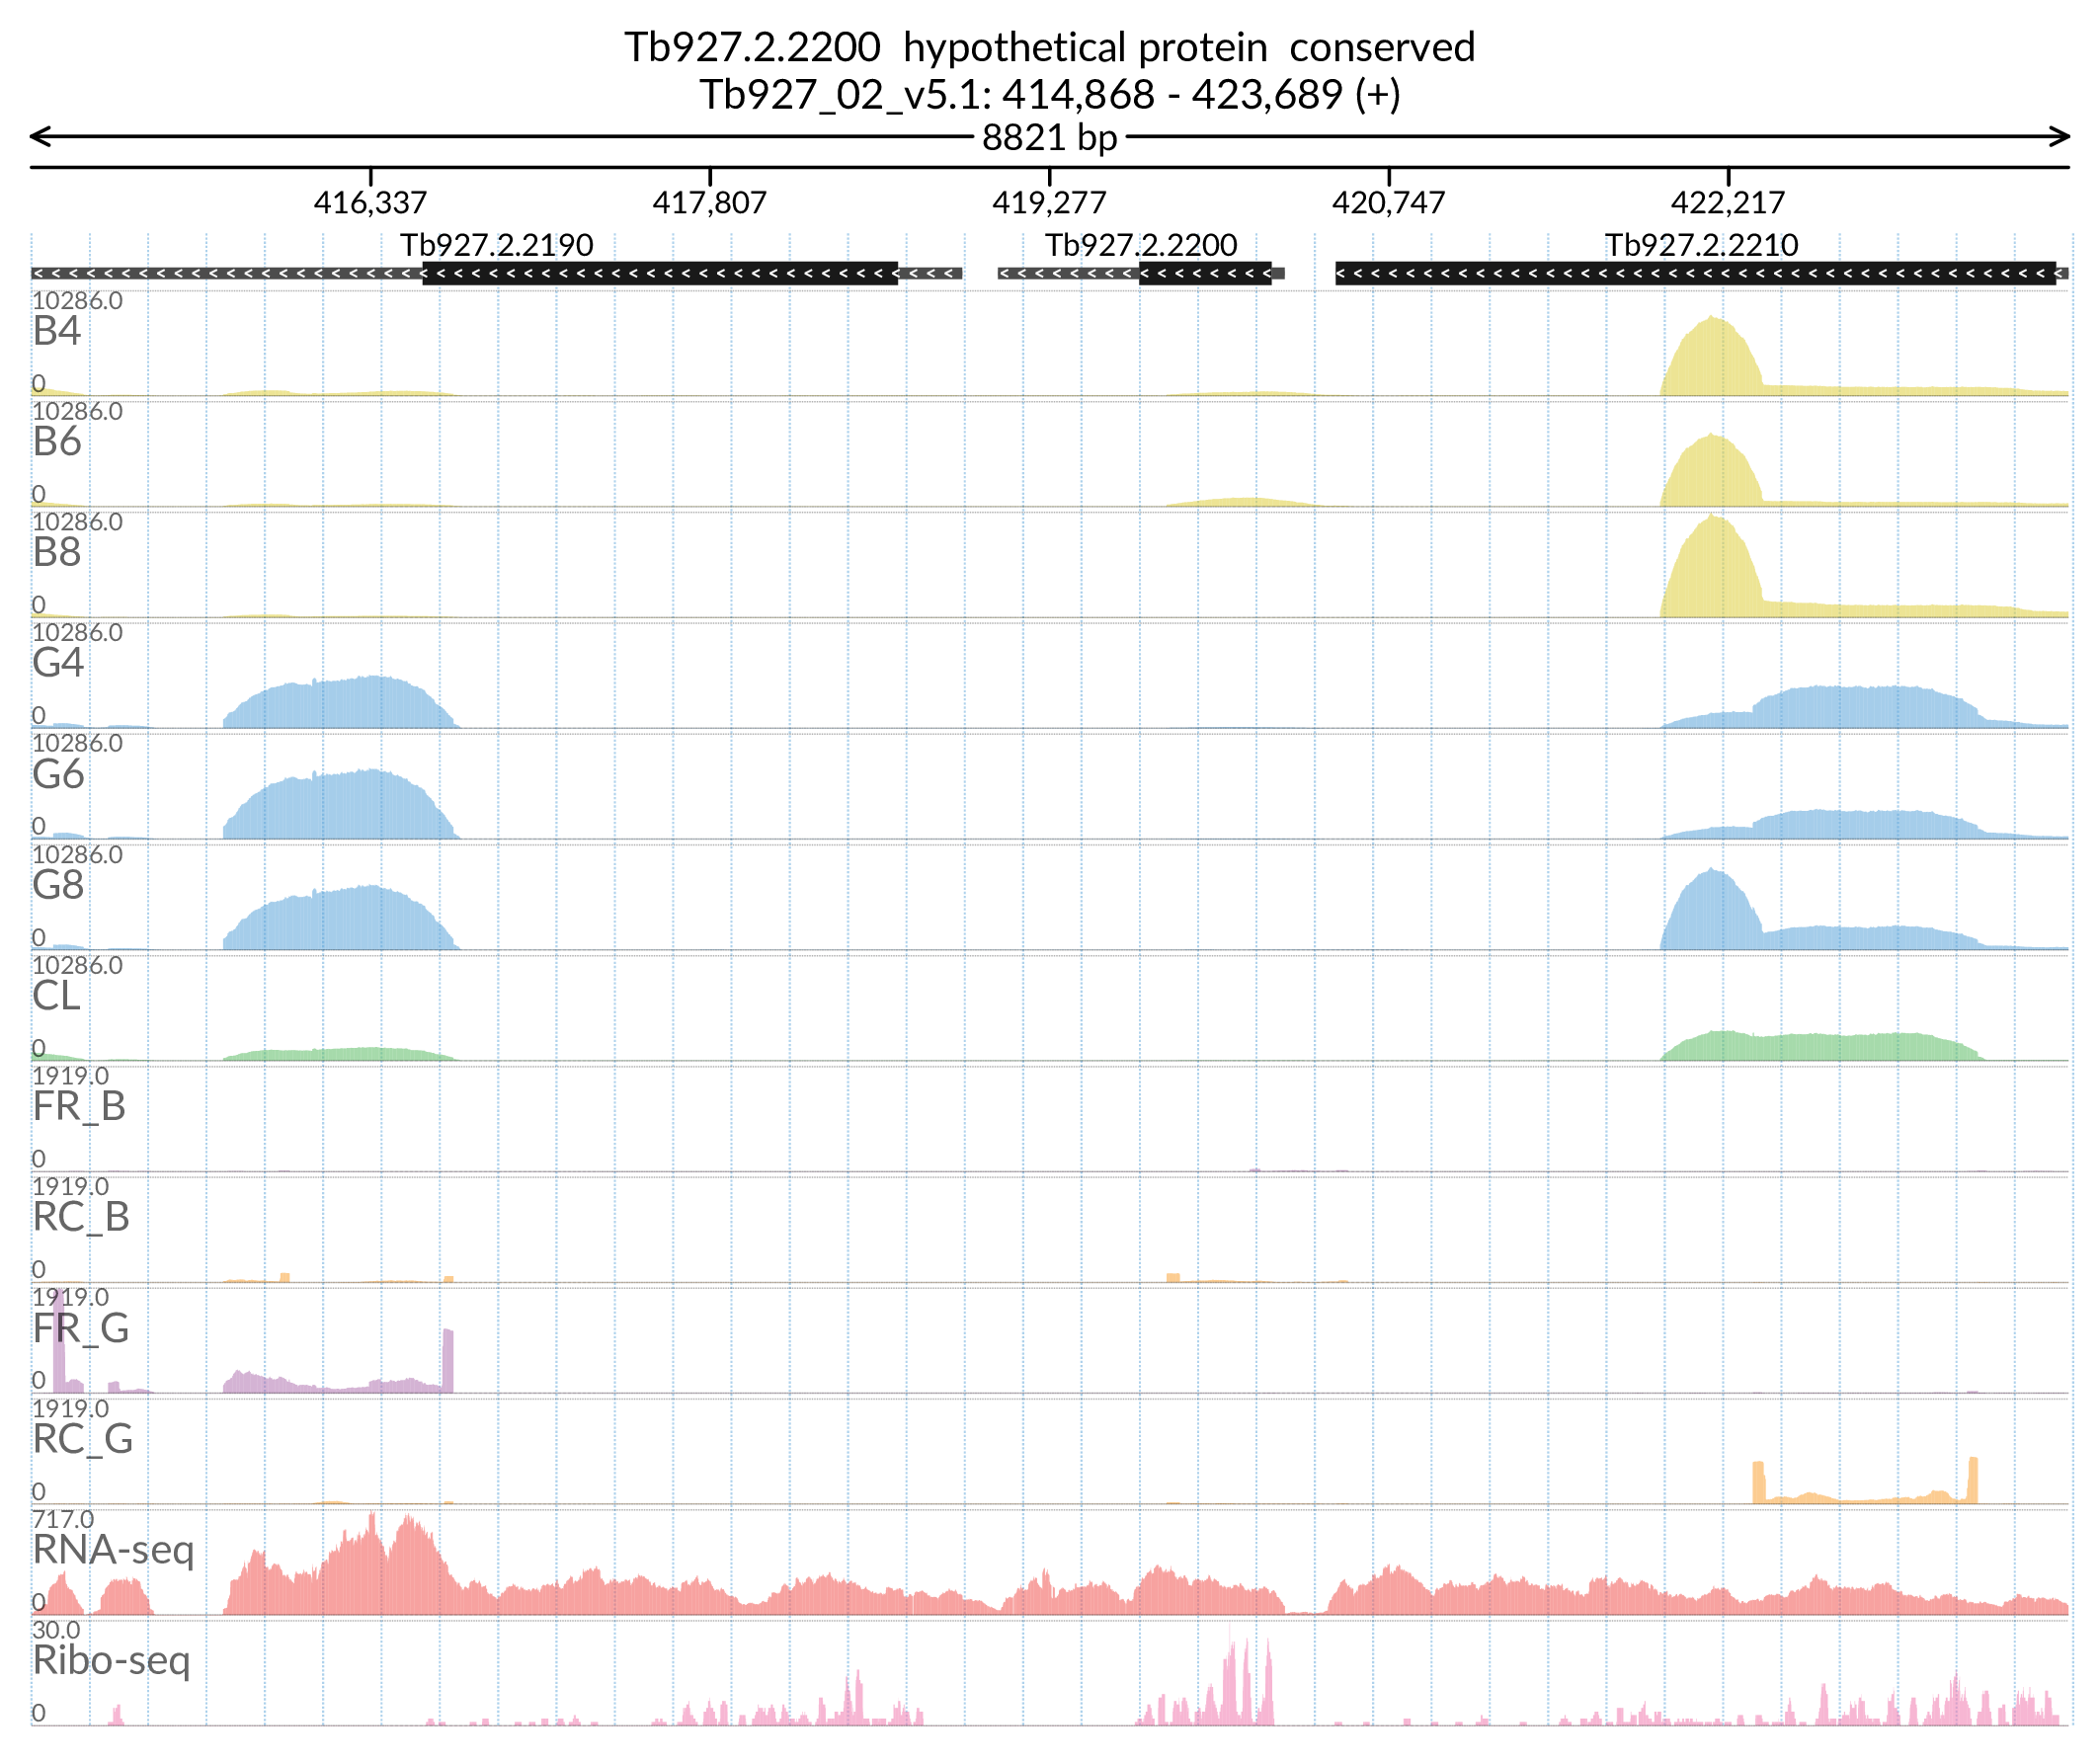 Tb927.2.2200  hypothetical protein  conserved
Tb927_02_v5.1: 414,868 - 423,689 (+)
8821 bp
416,337 417,807 419,277 420,747 422,217
Tb927.2.2190 Tb927.2.2200 Tb927.2.2210
10286.0
B4
0
10286.0
B6
0
10286.0
B8
0
10286.0
G4
0
10286.0
G6
0
10286.0
G8
0
10286.0
CL
0
1919.0
FR_B
0
1919.0
RC_B
0
1919.0
FR_G
0
1919.0
RC_G
0
717.0
RNA-seq
0
30.0
Ribo-seq
0